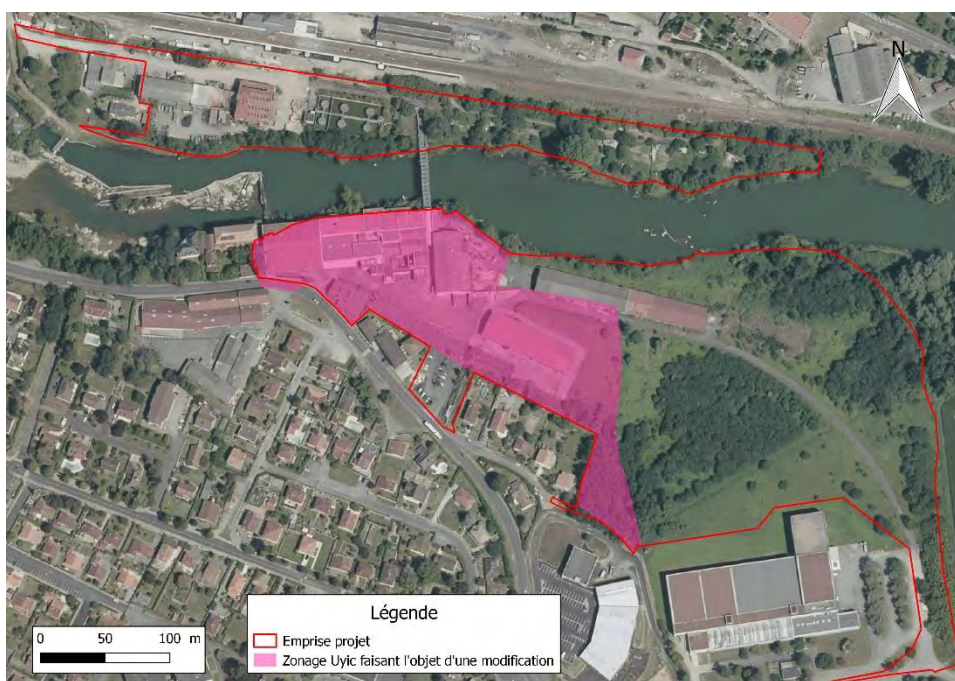 N
Légende
Emprise projet
Zonage Uyic faisant l'objet d'une modification
0 50 100 m